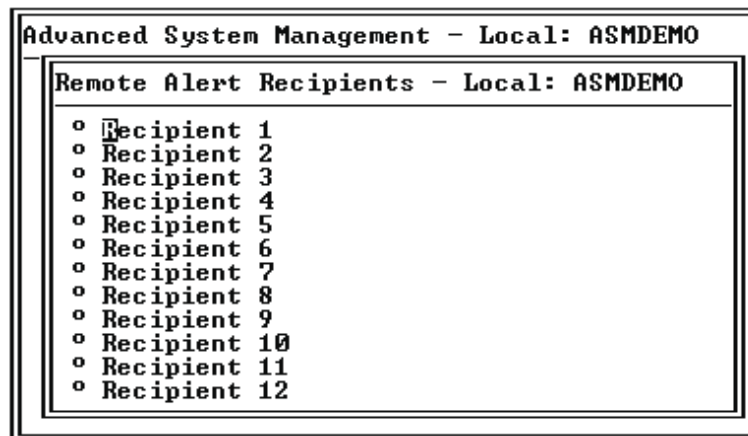 Advanced System Management - Local: ASMDEMO
Remote Alert Recipients - Local: ASMDEMO
° Recipient 1
° Recipient 2
° Recipient 3
° Recipient 4
° Recipient 5
° Recipient 6
° Recipient 7
° Recipient 8
° Recipient 9
° Recipient 10
° Recipient 11
° Recipient 12